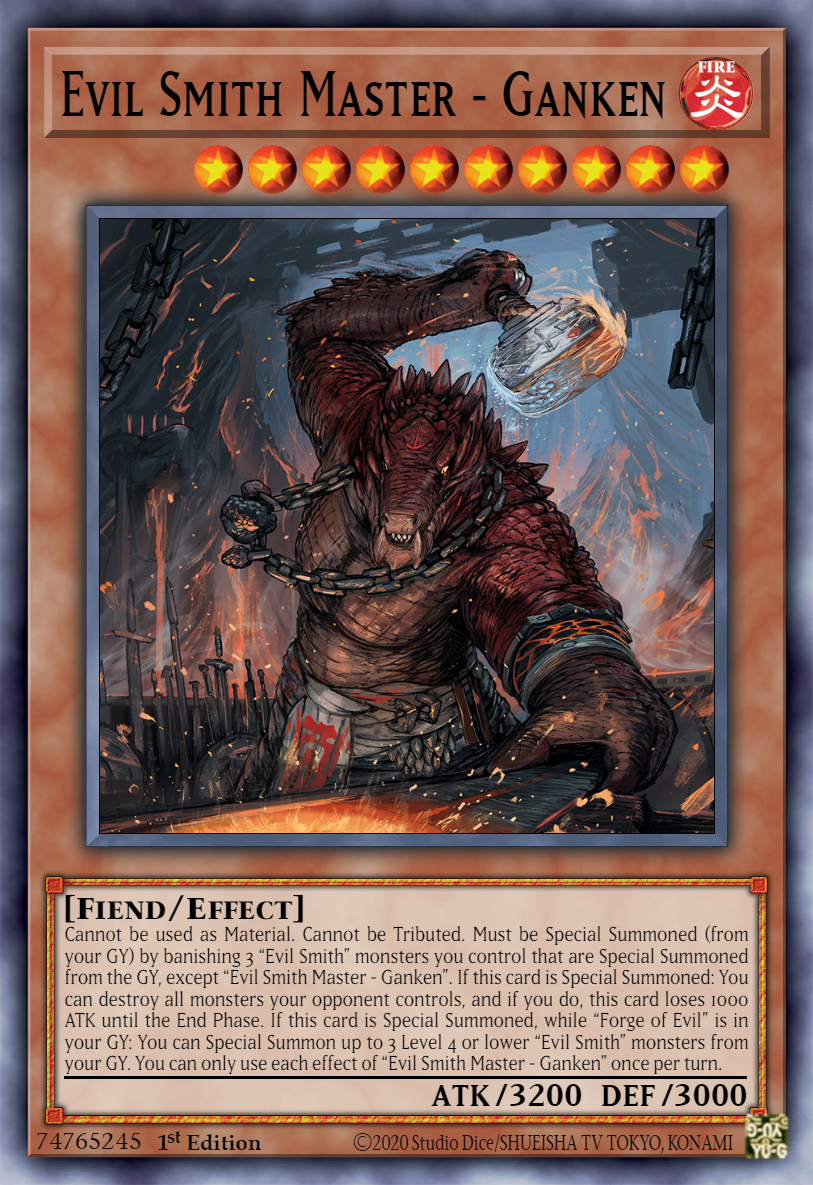 Evil Smith Master - Ganken
FIRE
炎
[Fiend/Effect]
Cannot be used as Material. Cannot be Tributed. Must be Special Summoned (from
your GY) by banishing 3 “Evil Smith” monsters you control that are Special Summoned
from the GY, except “Evil Smith Master - Ganken”. If this card is Special Summoned: You
can destroy all monsters your opponent controls, and if you do, this card loses 1000
ATK until the End Phase. If this card is Special Summoned, while “Forge of Evil” is in
your GY: You can Special Summon up to 3 Level 4 or lower “Evil Smith” monsters from
your GY. You can only use each effect of “Evil Smith Master - Ganken” once per turn.
ATK/3200 DEF/3000
74765245 1st Edition ©2020 Studio Dice/SHUEISHA TV TOKYO, KONAMI